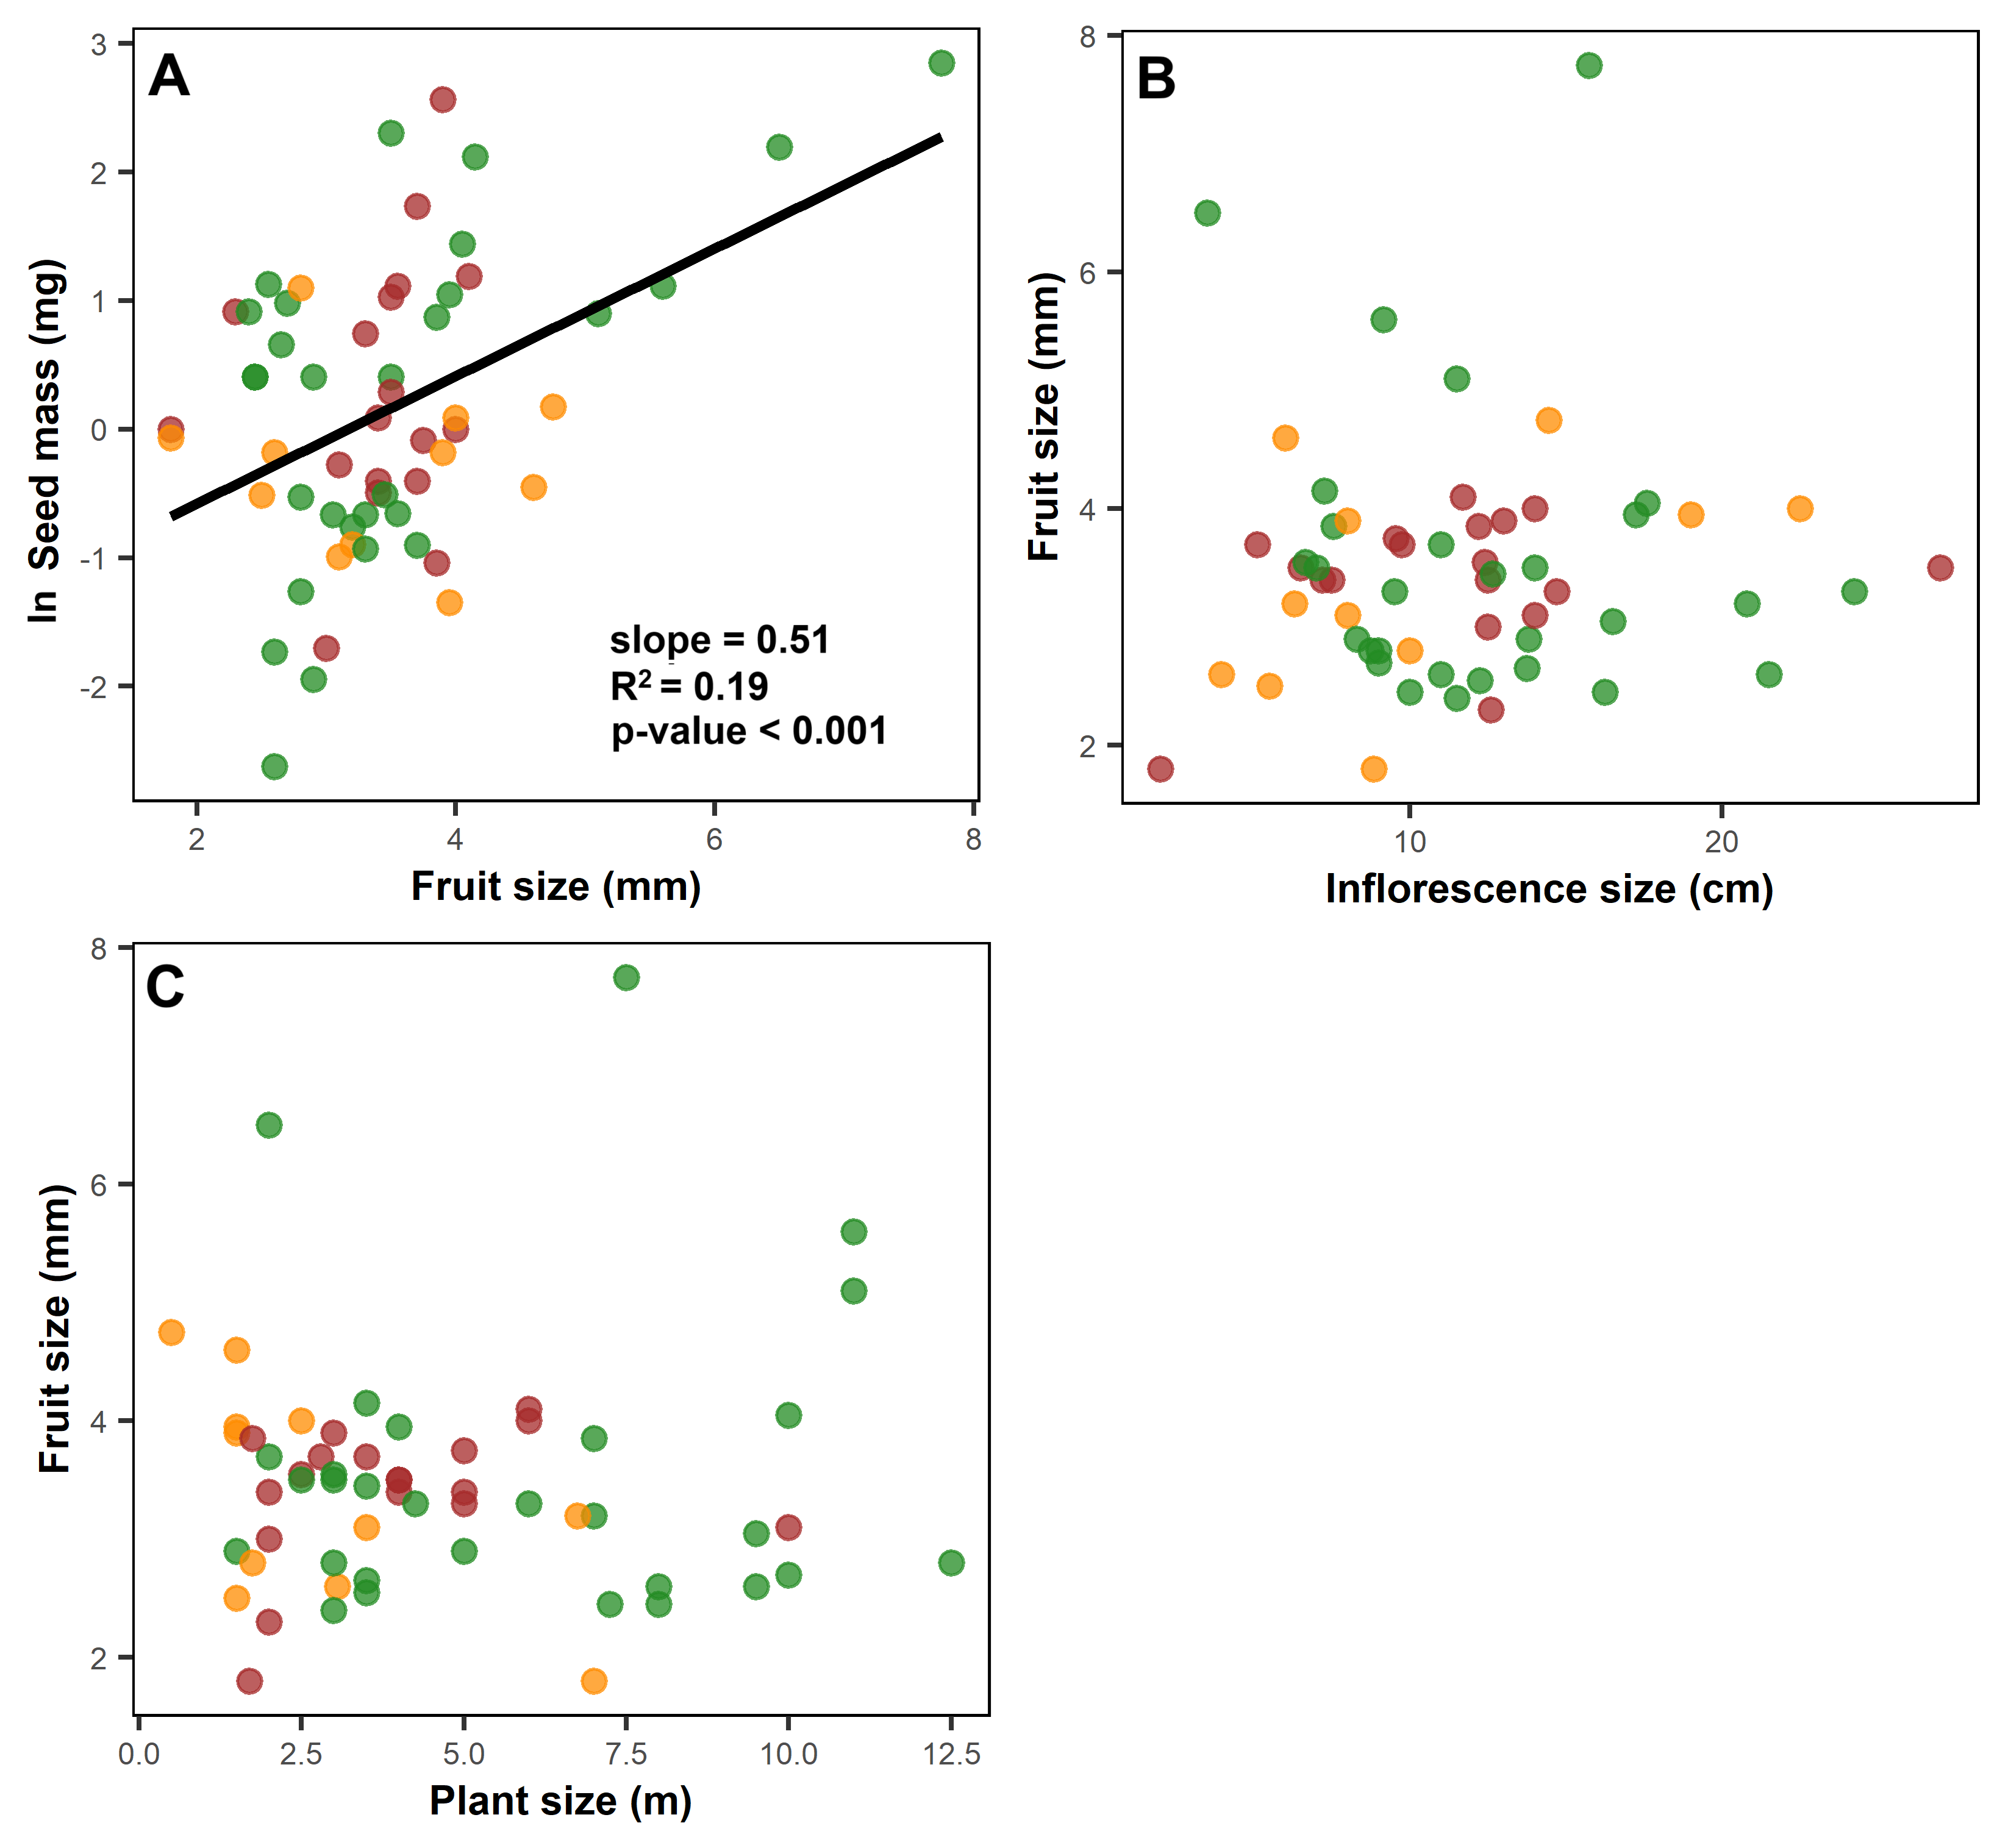 A
3
2
1
0
-1
-2
ln Seed mass (mg)
slope = 0.51
R² = 0.19
p-value < 0.001
2 4 6 8
Fruit size (mm)
B
8
6
4
2
Fruit size (mm)
10 20
Inflorescence size (cm)
C
8
6
4
2
Fruit size (mm)
0.0 2.5 5.0 7.5 10.0 12.5
Plant size (m)